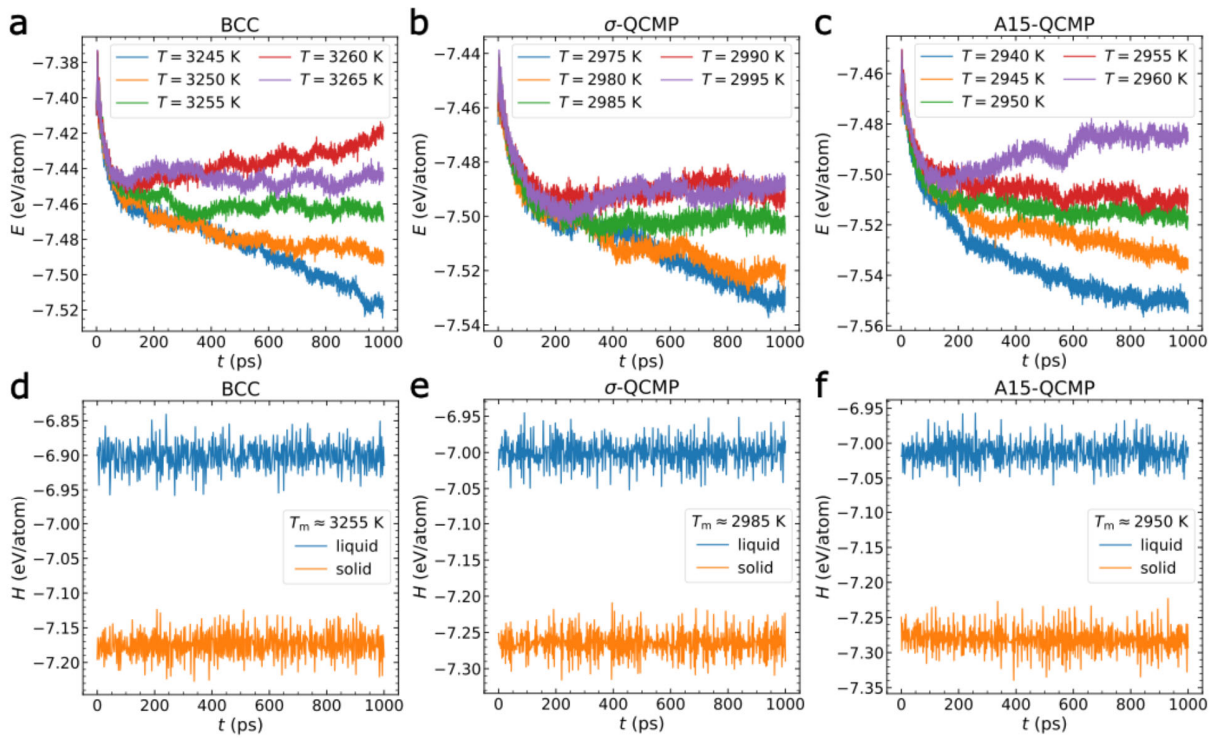 a
BCC
T = 3245 K
T = 3250 K
T = 3255 K
T = 3260 K
T = 3265 K
−7.38
−7.40
−7.42
−7.44
−7.46
−7.48
−7.50
−7.52
E (eV/atom)
0 200 400 600 800 1000
t (ps)
b
σ-QCMP
T = 2975 K
T = 2980 K
T = 2985 K
T = 2990 K
T = 2995 K
−7.44
−7.46
−7.48
−7.50
−7.52
−7.54
E (eV/atom)
0 200 400 600 800 1000
t (ps)
c
A15-QCMP
T = 2940 K
T = 2945 K
T = 2950 K
T = 2955 K
T = 2960 K
−7.46
−7.48
−7.50
−7.52
−7.54
−7.56
E (eV/atom)
0 200 400 600 800 1000
t (ps)
d
BCC
−6.85
−6.90
−6.95
−7.00
−7.05
−7.10
−7.15
−7.20
H (eV/atom)
Tm ≈ 3255 K
liquid
solid
0 200 400 600 800 1000
t (ps)
e
σ-QCMP
−6.95
−7.00
−7.05
−7.10
−7.15
−7.20
−7.25
−7.30
H (eV/atom)
Tm ≈ 2985 K
liquid
solid
0 200 400 600 800 1000
t (ps)
f
A15-QCMP
−6.95
−7.00
−7.05
−7.10
−7.15
−7.20
−7.25
−7.30
−7.35
H (eV/atom)
Tm ≈ 2950 K
liquid
solid
0 200 400 600 800 1000
t (ps)